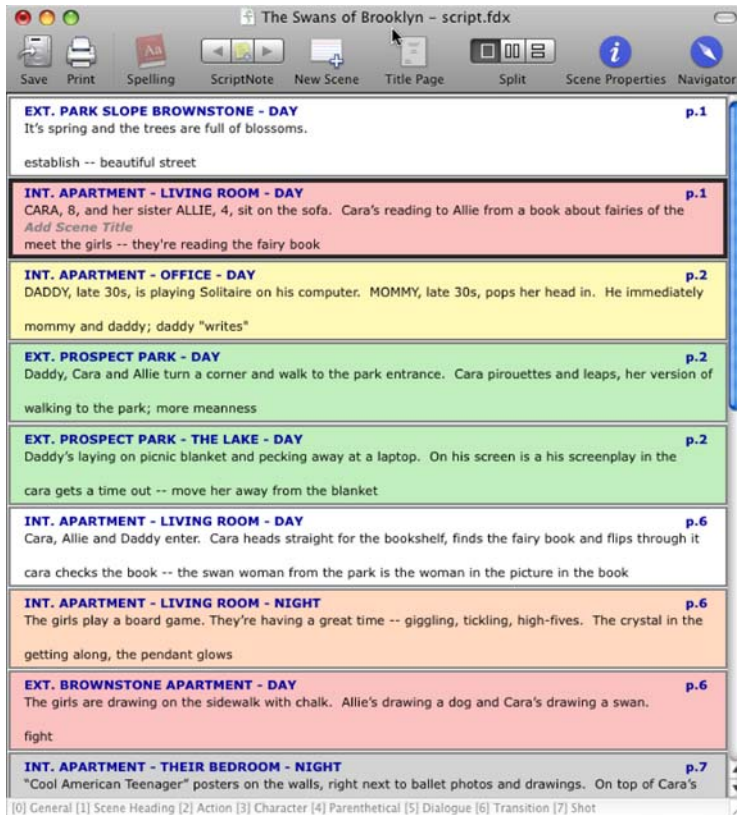 The Swans of Brooklyn – script.fdx
Save Print Spelling ScriptNote New Scene Title Page Split Scene Properties Navigator
EXT. PARK SLOPE BROWNSTONE - DAY p.1
It's spring and the trees are full of blossoms.
establish -- beautiful street
INT. APARTMENT - LIVING ROOM - DAY p.1
CARA, 8, and her sister ALLIE, 4, sit on the sofa.  Cara's reading to Allie from a book about fairies of the
Add Scene Title
meet the girls -- they're reading the fairy book
INT. APARTMENT - OFFICE - DAY p.2
DADDY, late 30s, is playing Solitaire on his computer.  MOMMY, late 30s, pops her head in.  He immediately
mommy and daddy; daddy "writes"
EXT. PROSPECT PARK - DAY p.2
Daddy, Cara and Allie turn a corner and walk to the park entrance.  Cara pirouettes and leaps, her version of
walking to the park; more meanness
EXT. PROSPECT PARK - THE LAKE - DAY p.2
Daddy's laying on picnic blanket and pecking away at a laptop.  On his screen is a his screenplay in the
cara gets a time out -- move her away from the blanket
INT. APARTMENT - LIVING ROOM - DAY p.6
Cara, Allie and Daddy enter.  Cara heads straight for the bookshelf, finds the fairy book and flips through it
cara checks the book -- the swan woman from the park is the woman in the picture in the book
INT. APARTMENT - LIVING ROOM - NIGHT p.6
The girls play a board game. They're having a great time -- giggling, tickling, high-fives.  The crystal in the
getting along, the pendant glows
EXT. BROWNSTONE APARTMENT - DAY p.6
The girls are drawing on the sidewalk with chalk.  Allie's drawing a dog and Cara's drawing a swan.
fight
INT. APARTMENT - THEIR BEDROOM - NIGHT p.7
"Cool American Teenager" posters on the walls, right next to ballet photos and drawings.  On top of Cara's
[0] General [1] Scene Heading [2] Action [3] Character [4] Parenthetical [5] Dialogue [6] Transition [7] Shot